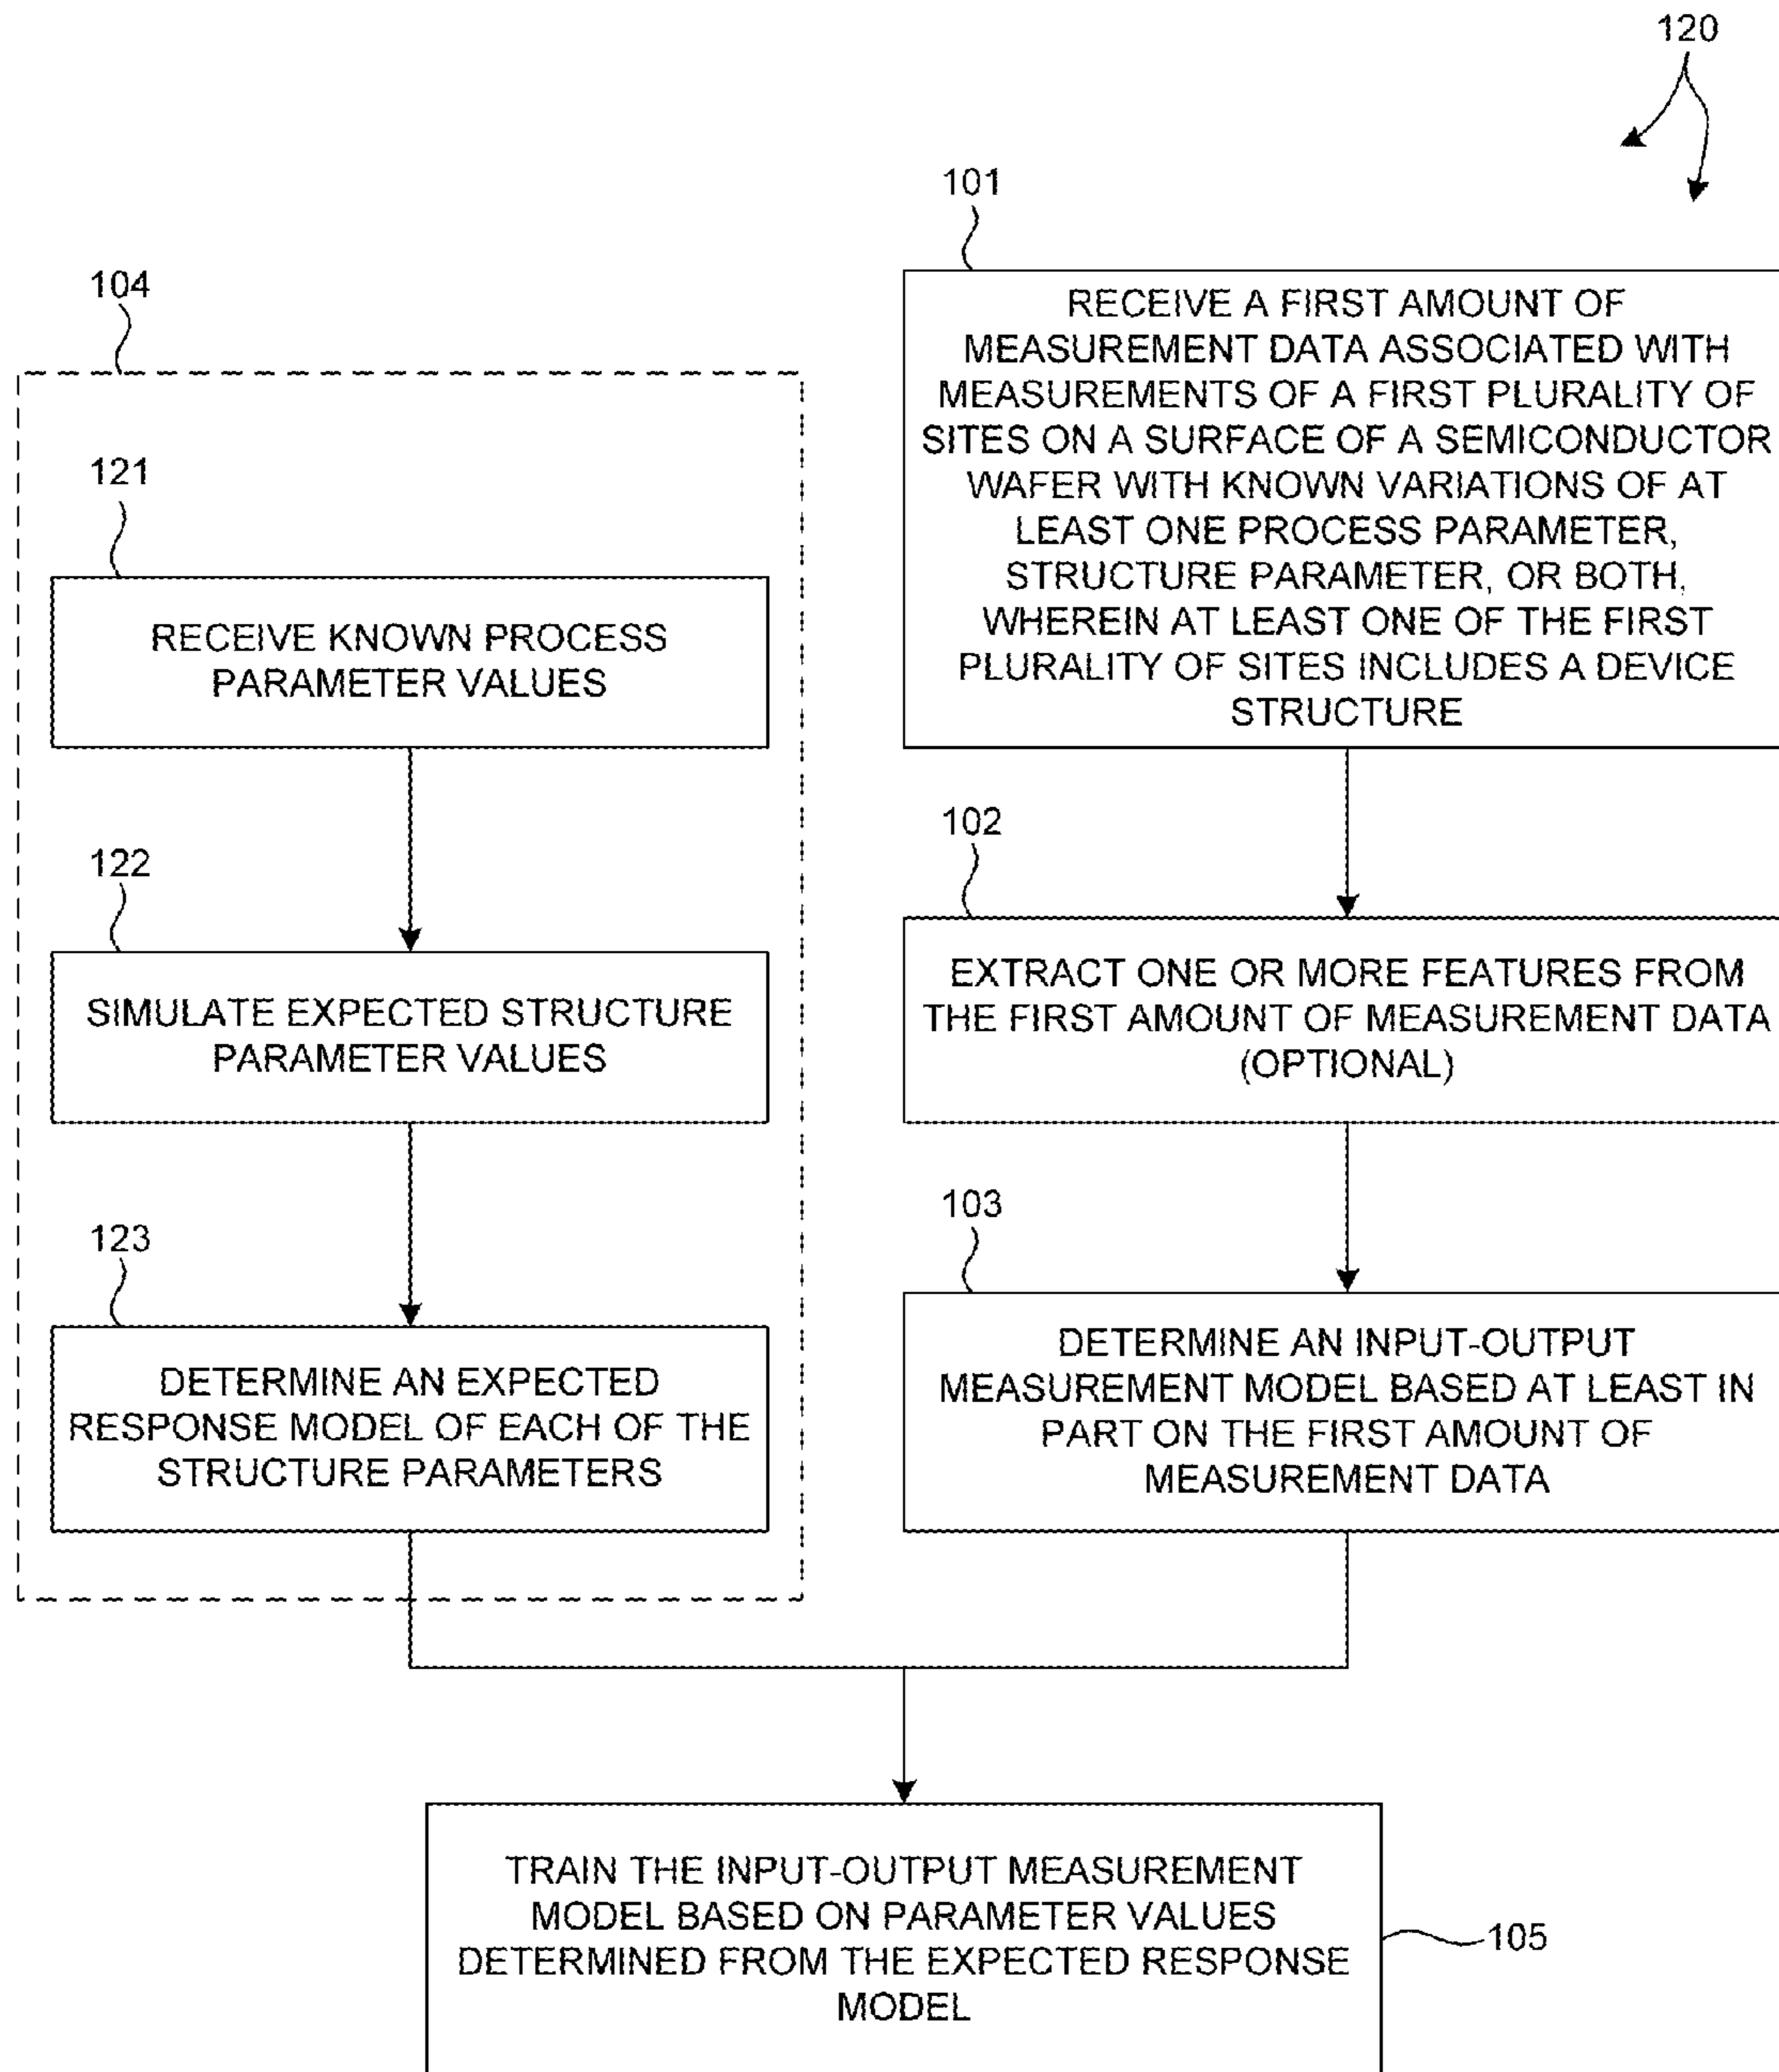 120
104
121
RECEIVE KNOWN PROCESS
PARAMETER VALUES
122
SIMULATE EXPECTED STRUCTURE
PARAMETER VALUES
123
DETERMINE AN EXPECTED
RESPONSE MODEL OF EACH OF THE
STRUCTURE PARAMETERS
101
RECEIVE A FIRST AMOUNT OF
MEASUREMENT DATA ASSOCIATED WITH
MEASUREMENTS OF A FIRST PLURALITY OF
SITES ON A SURFACE OF A SEMICONDUCTOR
WAFER WITH KNOWN VARIATIONS OF AT
LEAST ONE PROCESS PARAMETER,
STRUCTURE PARAMETER, OR BOTH,
WHEREIN AT LEAST ONE OF THE FIRST
PLURALITY OF SITES INCLUDES A DEVICE
STRUCTURE
102
EXTRACT ONE OR MORE FEATURES FROM
THE FIRST AMOUNT OF MEASUREMENT DATA
(OPTIONAL)
103
DETERMINE AN INPUT-OUTPUT
MEASUREMENT MODEL BASED AT LEAST IN
PART ON THE FIRST AMOUNT OF
MEASUREMENT DATA
TRAIN THE INPUT-OUTPUT MEASUREMENT
MODEL BASED ON PARAMETER VALUES
DETERMINED FROM THE EXPECTED RESPONSE
MODEL
105